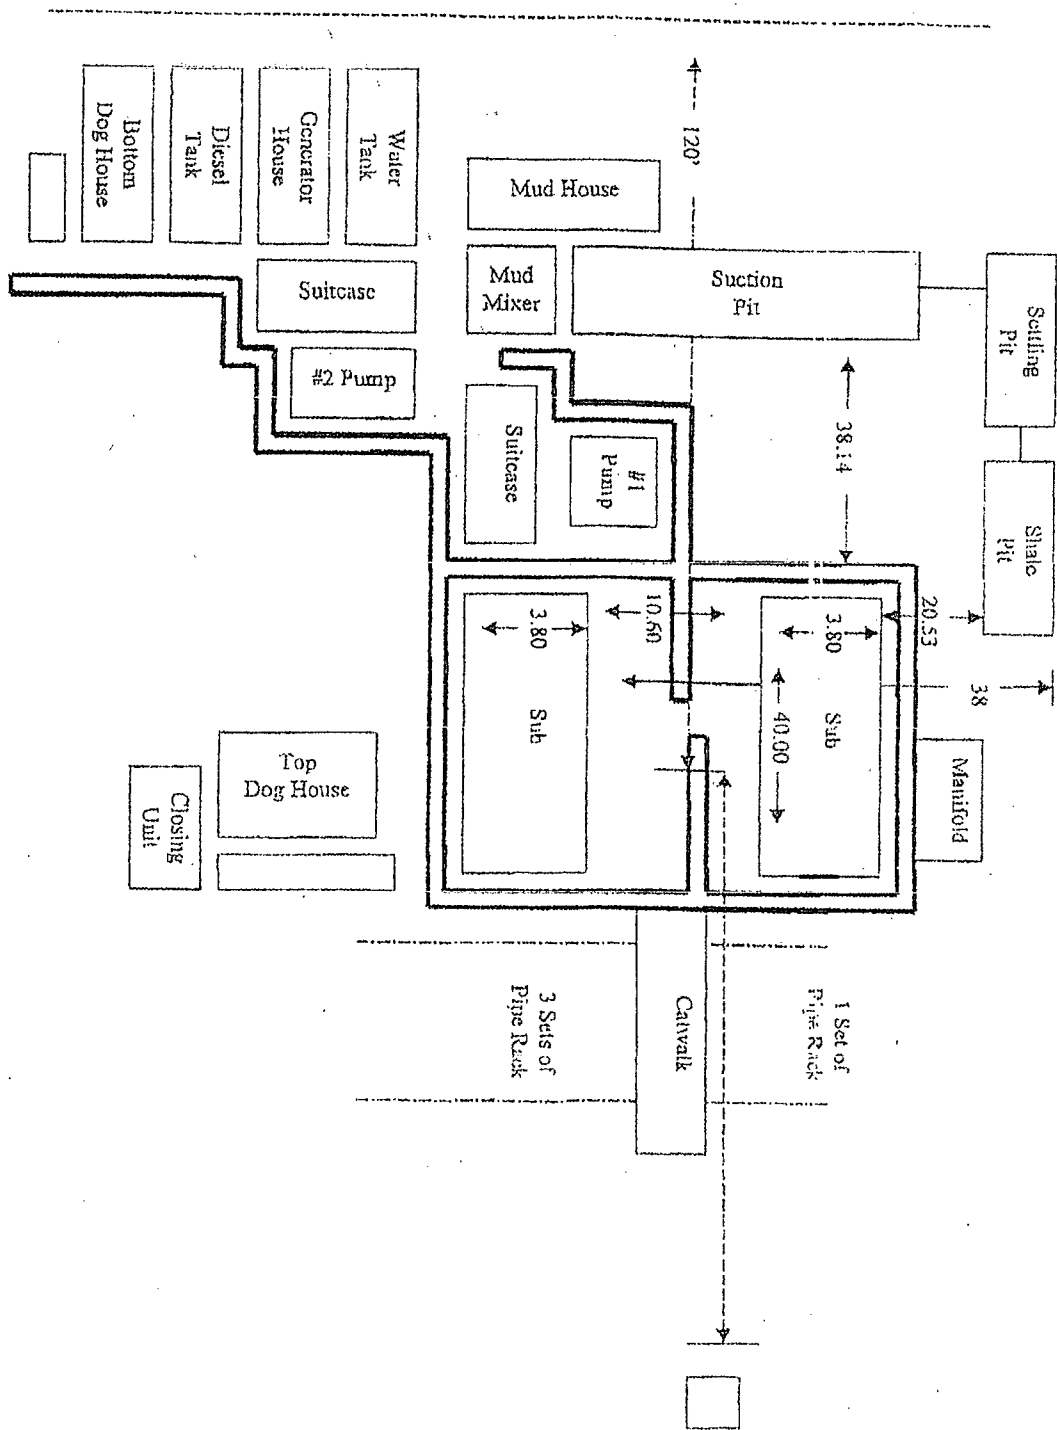 120'
Water
Tank
Generator
House
Diesel
Tank
Bottom
Dog House
Mud House
Suction
Pit
Mud
Mixer
Suitcase
#2 Pump
Settling
Pit
Shale
Pit
38.14
Suitcase
#1
Pump
20.53
10.60
3.80
3.80
38
40.00
Sub
Sub
Manifold
Top
Dog House
Closing
Unit
1 Set of
Pipe Rack
Catwalk
3 Sets of
Pipe Rack